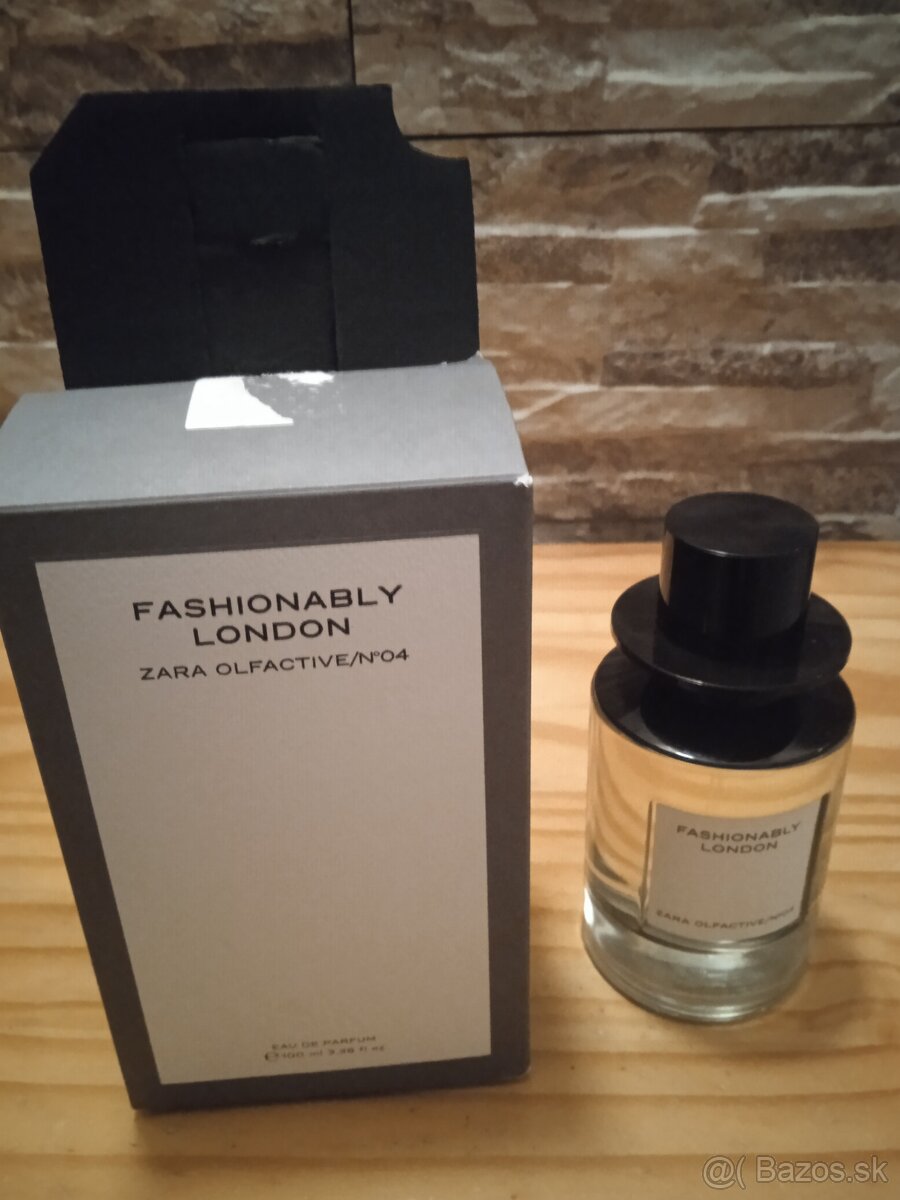 FASHIONABLY
LONDON
ZARA OLFACTIVE/Nº04
EAU DE PARFUM
℮ 100 ml 3.38 fl oz
FASHIONABLY
LONDON
ZARA OLFACTIVE/Nº04
@( Bazos.sk